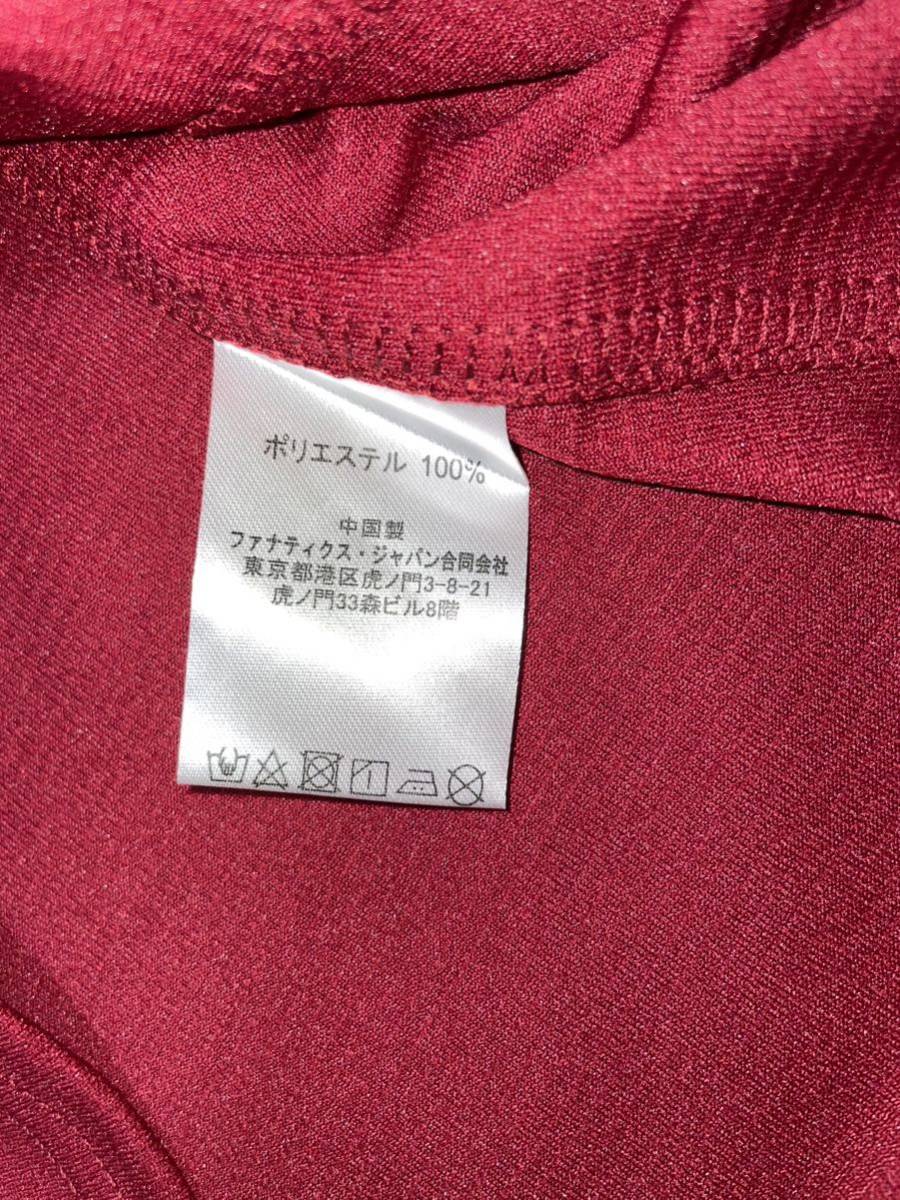 ポリエステル 100%
中国製
ファナティクス・ジャパン合同会社
東京都港区虎ノ門3-8-21
虎ノ門33森ビル8階